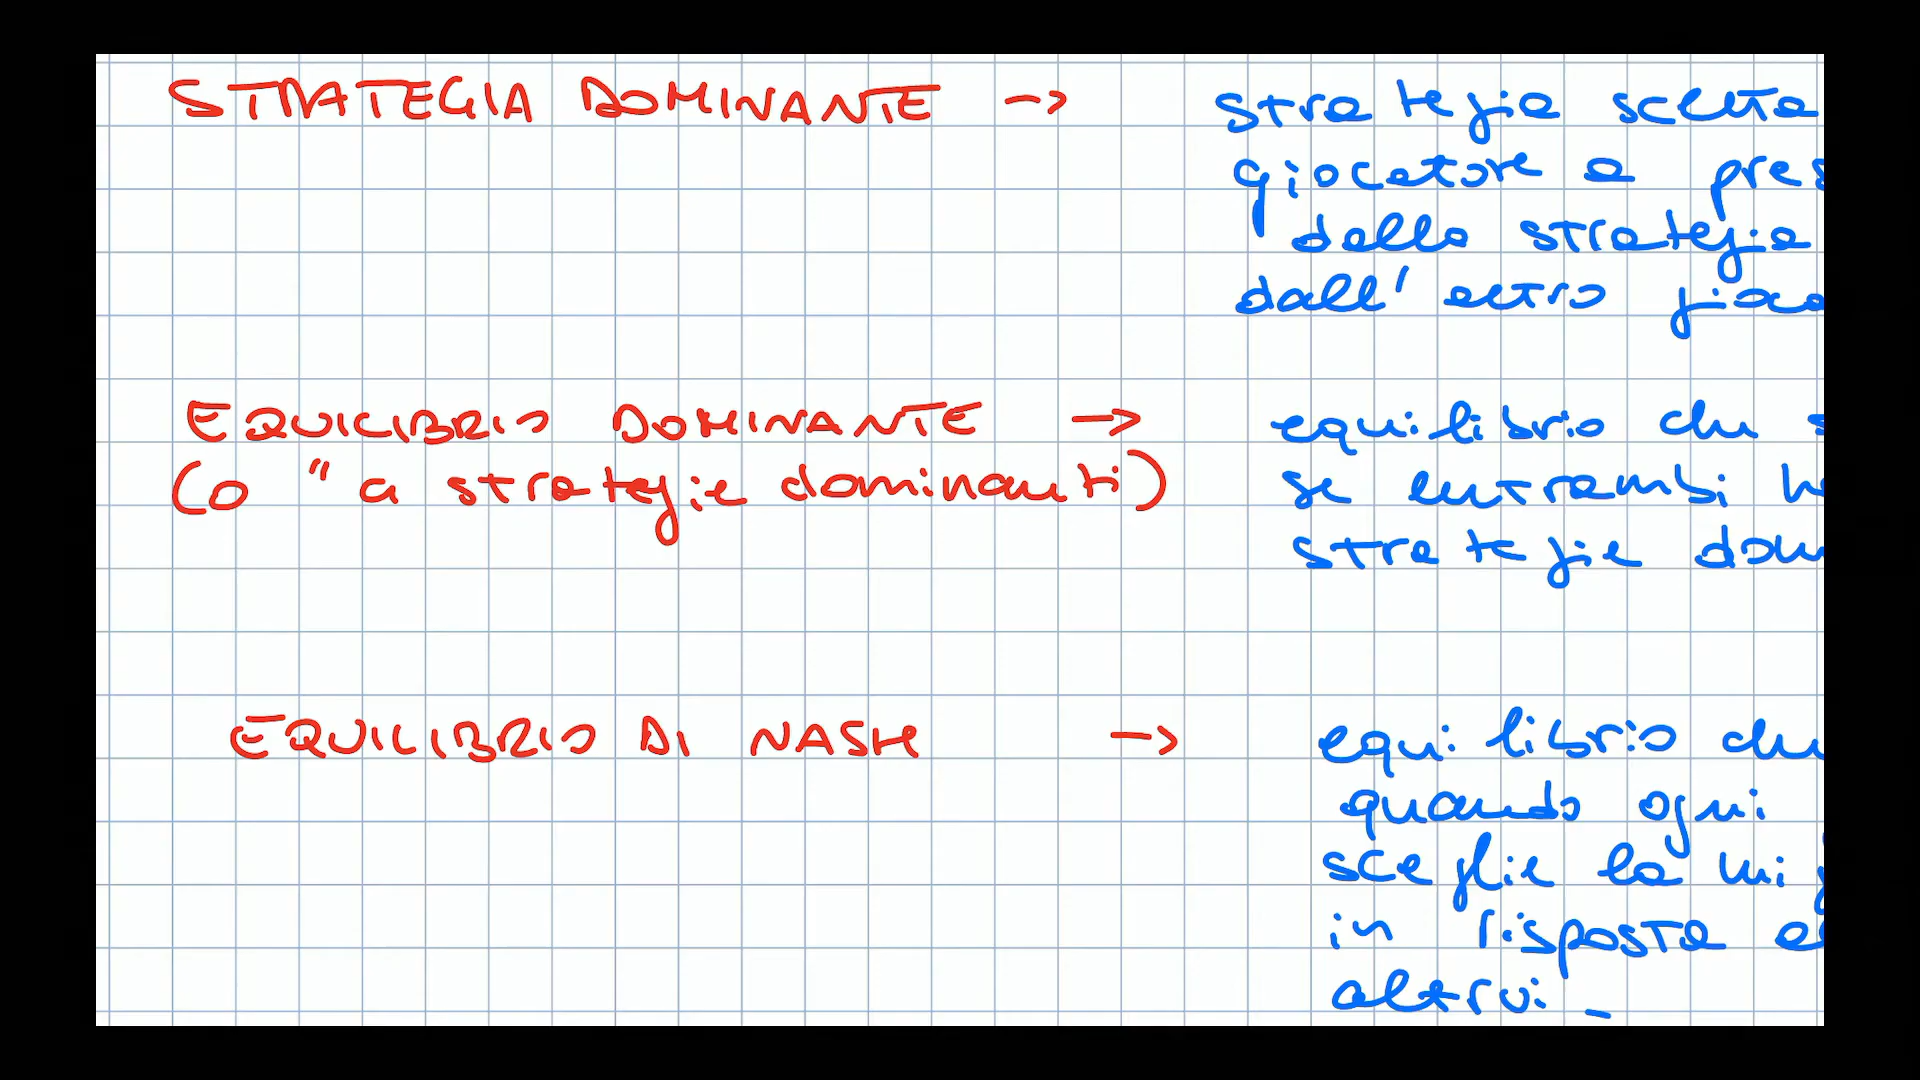 STRATEGIA DOMINANTE → strategia scelta
giocatore a pres
dalla strategia
dall' altro gioca
EQUILIBRIO DOMINANTE → equilibrio che s
(o " a strategie dominanti) se entrambi h
strategie dom
EQUILIBRIO DI NASH → equilibrio che
quando ogni
sceglie la mig
in risposta a
altrui